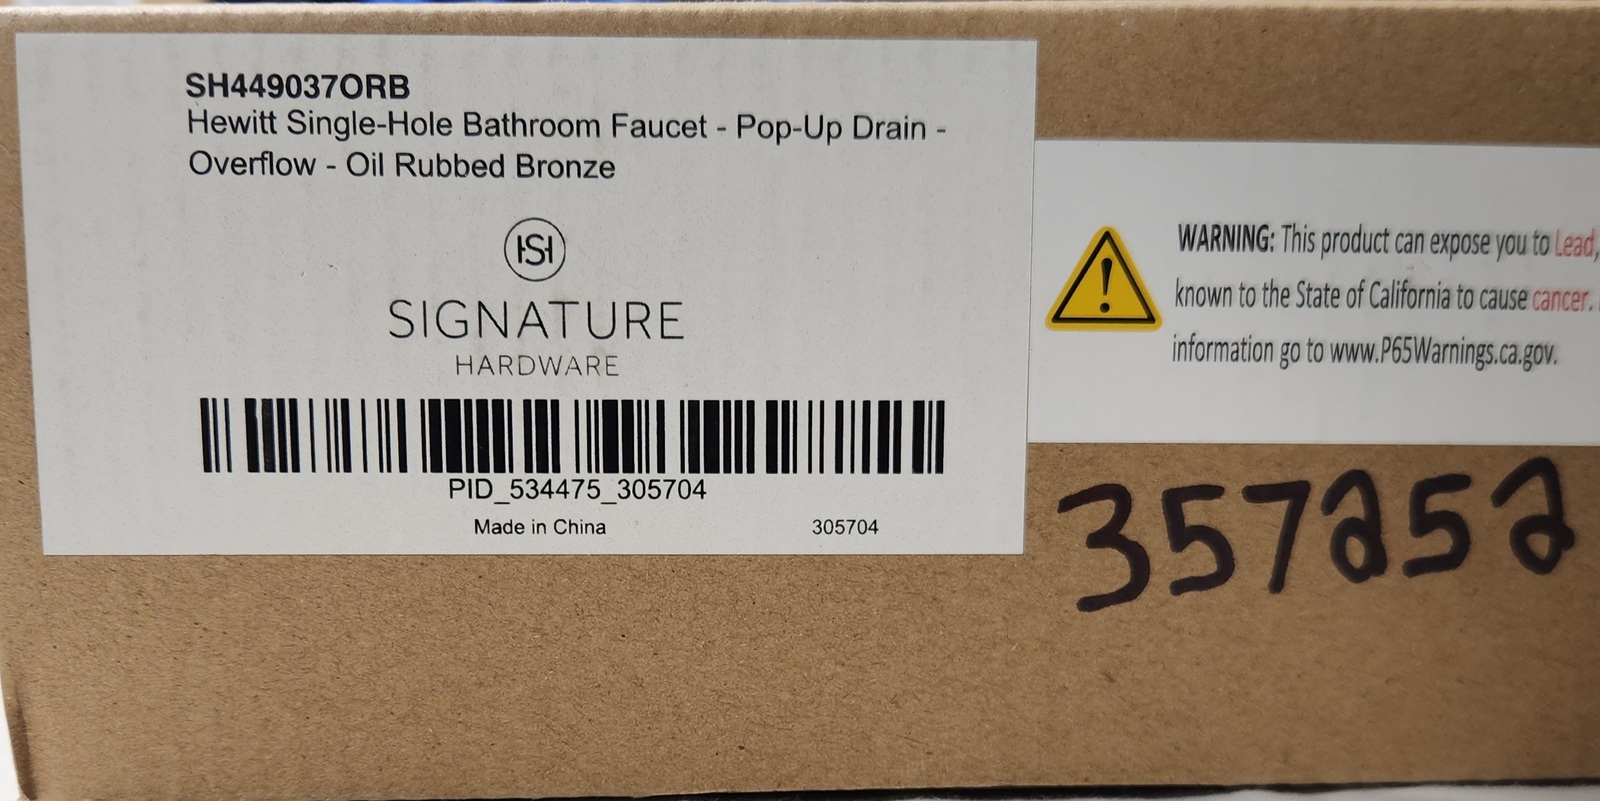 SH449037ORB
Hewitt Single-Hole Bathroom Faucet - Pop-Up Drain -
Overflow - Oil Rubbed Bronze
SIGNATURE
HARDWARE
PID_534475_305704
Made in China 305704
WARNING: This product can expose you to Lead,
known to the State of California to cause cancer.
information go to www.P65Warnings.ca.gov.
357252